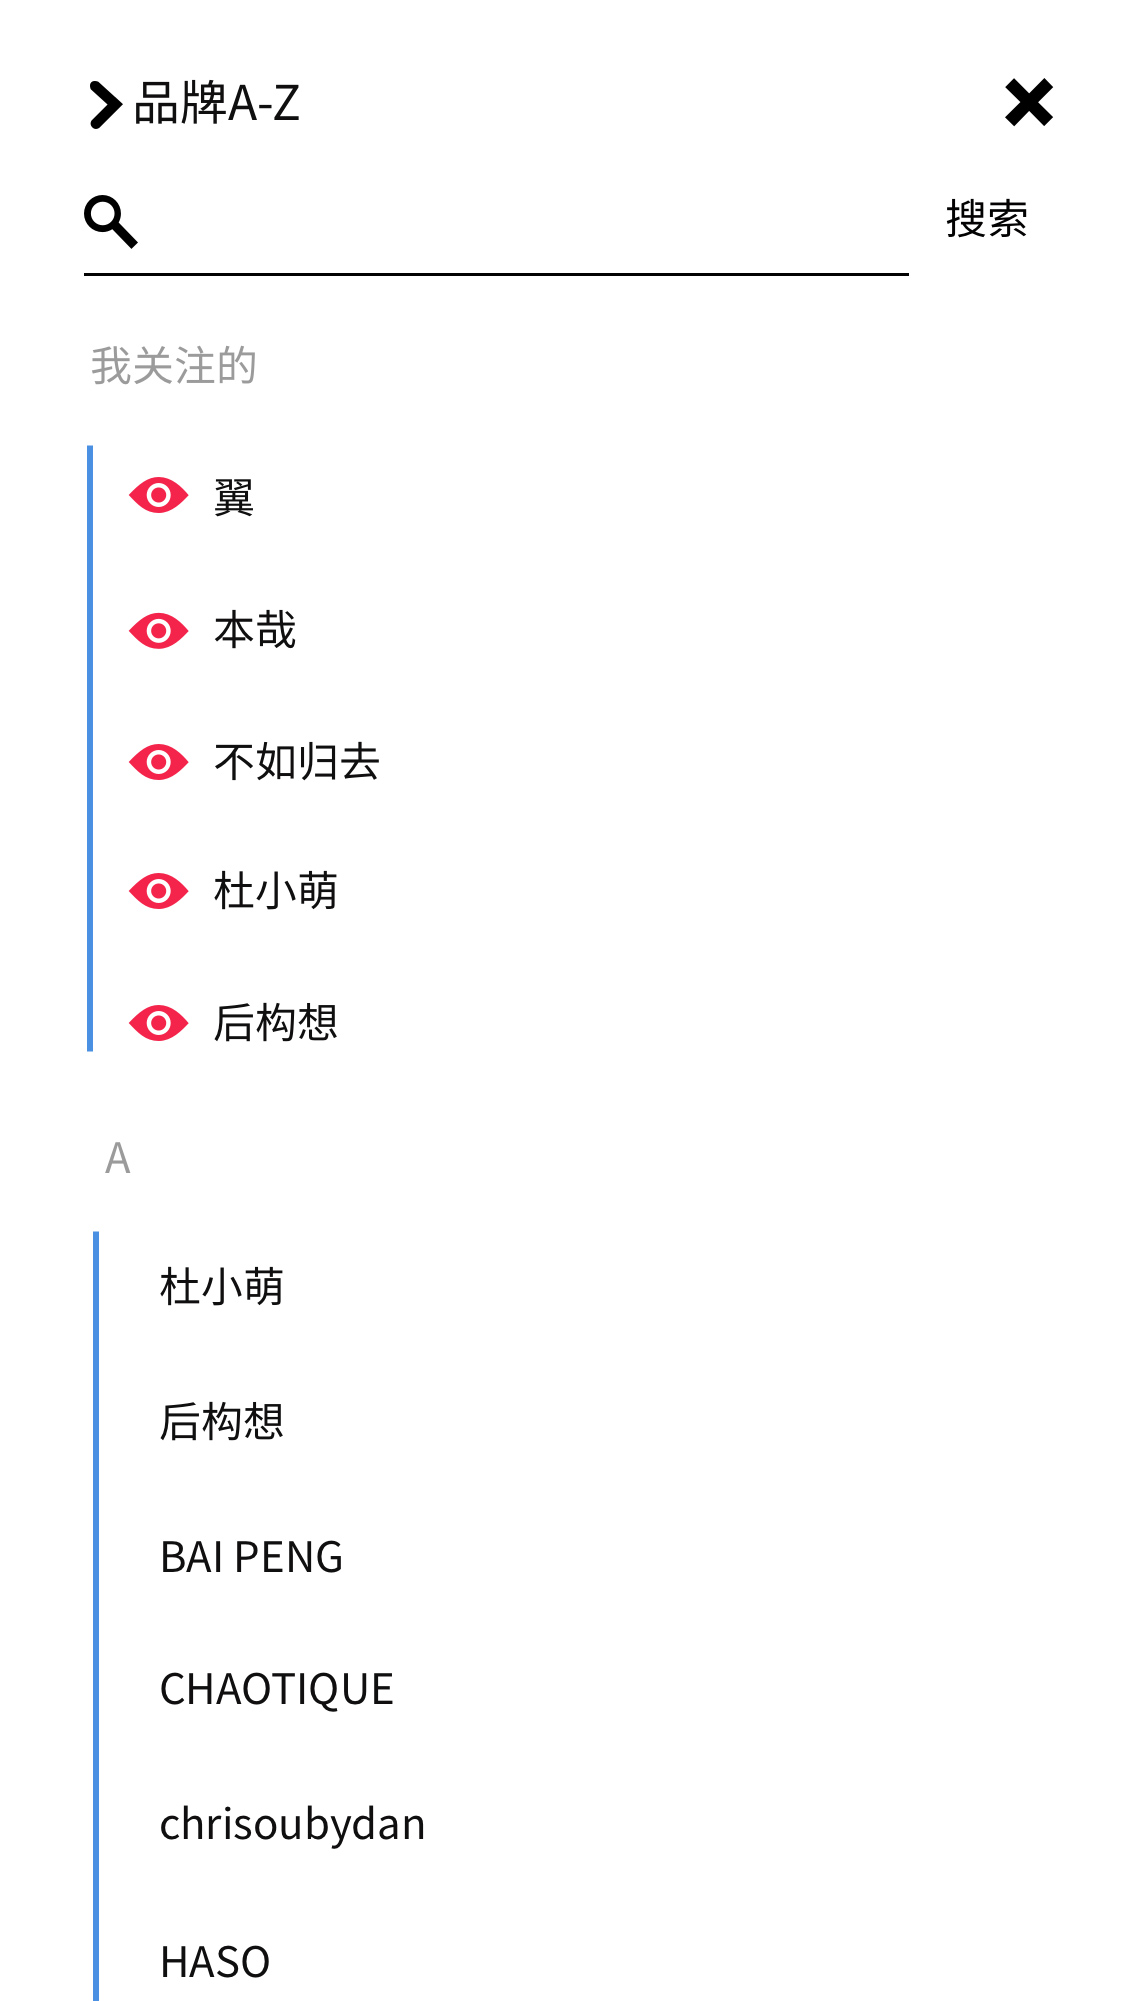 品牌A-Z
搜索
我关注的
翼
本哉
不如归去
杜小萌
后构想
A
杜小萌
后构想
BAI PENG
CHAOTIQUE
chrisoubydan
HASO